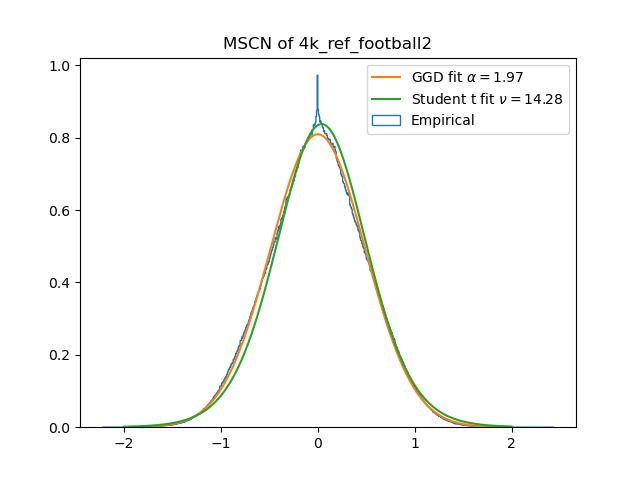 MSCN of 4k_ref_football2
GGD fit α = 1.97
Student t fit ν = 14.28
Empirical
1.0
0.8
0.6
0.4
0.2
0.0
−2
−1
0
1
2